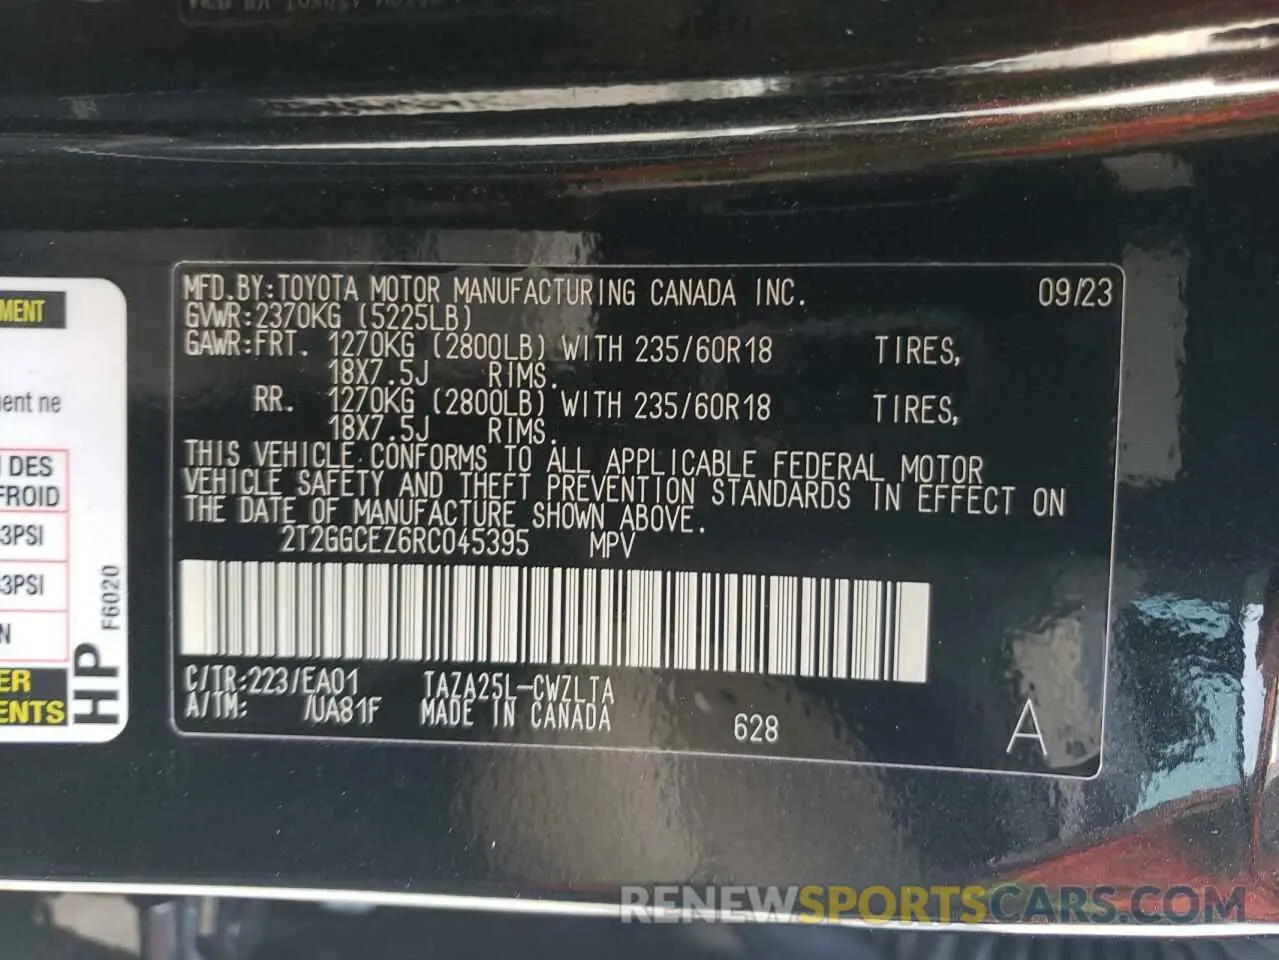 MFD.BY:TOYOTA MOTOR MANUFACTURING CANADA INC. 09/23
GVWR:2370KG (5225LB)
GAWR:FRT. 1270KG (2800LB) WITH 235/60R18 TIRES,
18X7.5J RIMS.
RR. 1270KG (2800LB) WITH 235/60R18 TIRES,
18X7.5J RIMS.
THIS VEHICLE CONFORMS TO ALL APPLICABLE FEDERAL MOTOR
VEHICLE SAFETY AND THEFT PREVENTION STANDARDS IN EFFECT ON
THE DATE OF MANUFACTURE SHOWN ABOVE.
2T2GGCEZ6RC045395 MPV
C/TR:223/EA01 TAZA25L-CWZLTA
A/TM: /UA81F MADE IN CANADA
628
A
MENT
ent ne
DES
FROID
3PSI
3PSI
N
ER
ENTS
HP
F6020
RENEWSPORTSCARS.COM